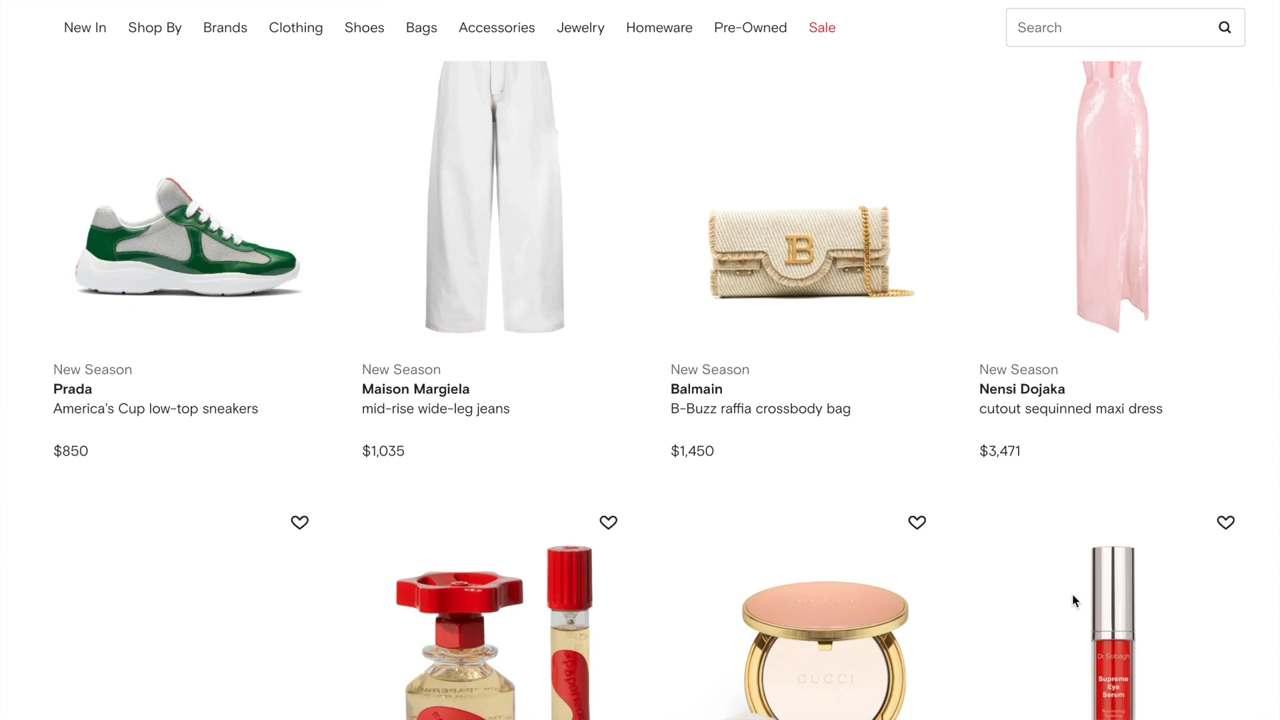 New In Shop By Brands Clothing Shoes Bags Accessories Jewelry Homeware Pre-Owned Sale Search
New Season New Season New Season New Season
Prada Maison Margiela Balmain Nensi Dojaka
America's Cup low-top sneakers mid-rise wide-leg jeans B-Buzz raffia crossbody bag cutout sequinned maxi dress
$850 $1,035 $1,450 $3,471
B
GUCCI
GUCCI
Dr Sebagh
Supreme
Eye
Serum